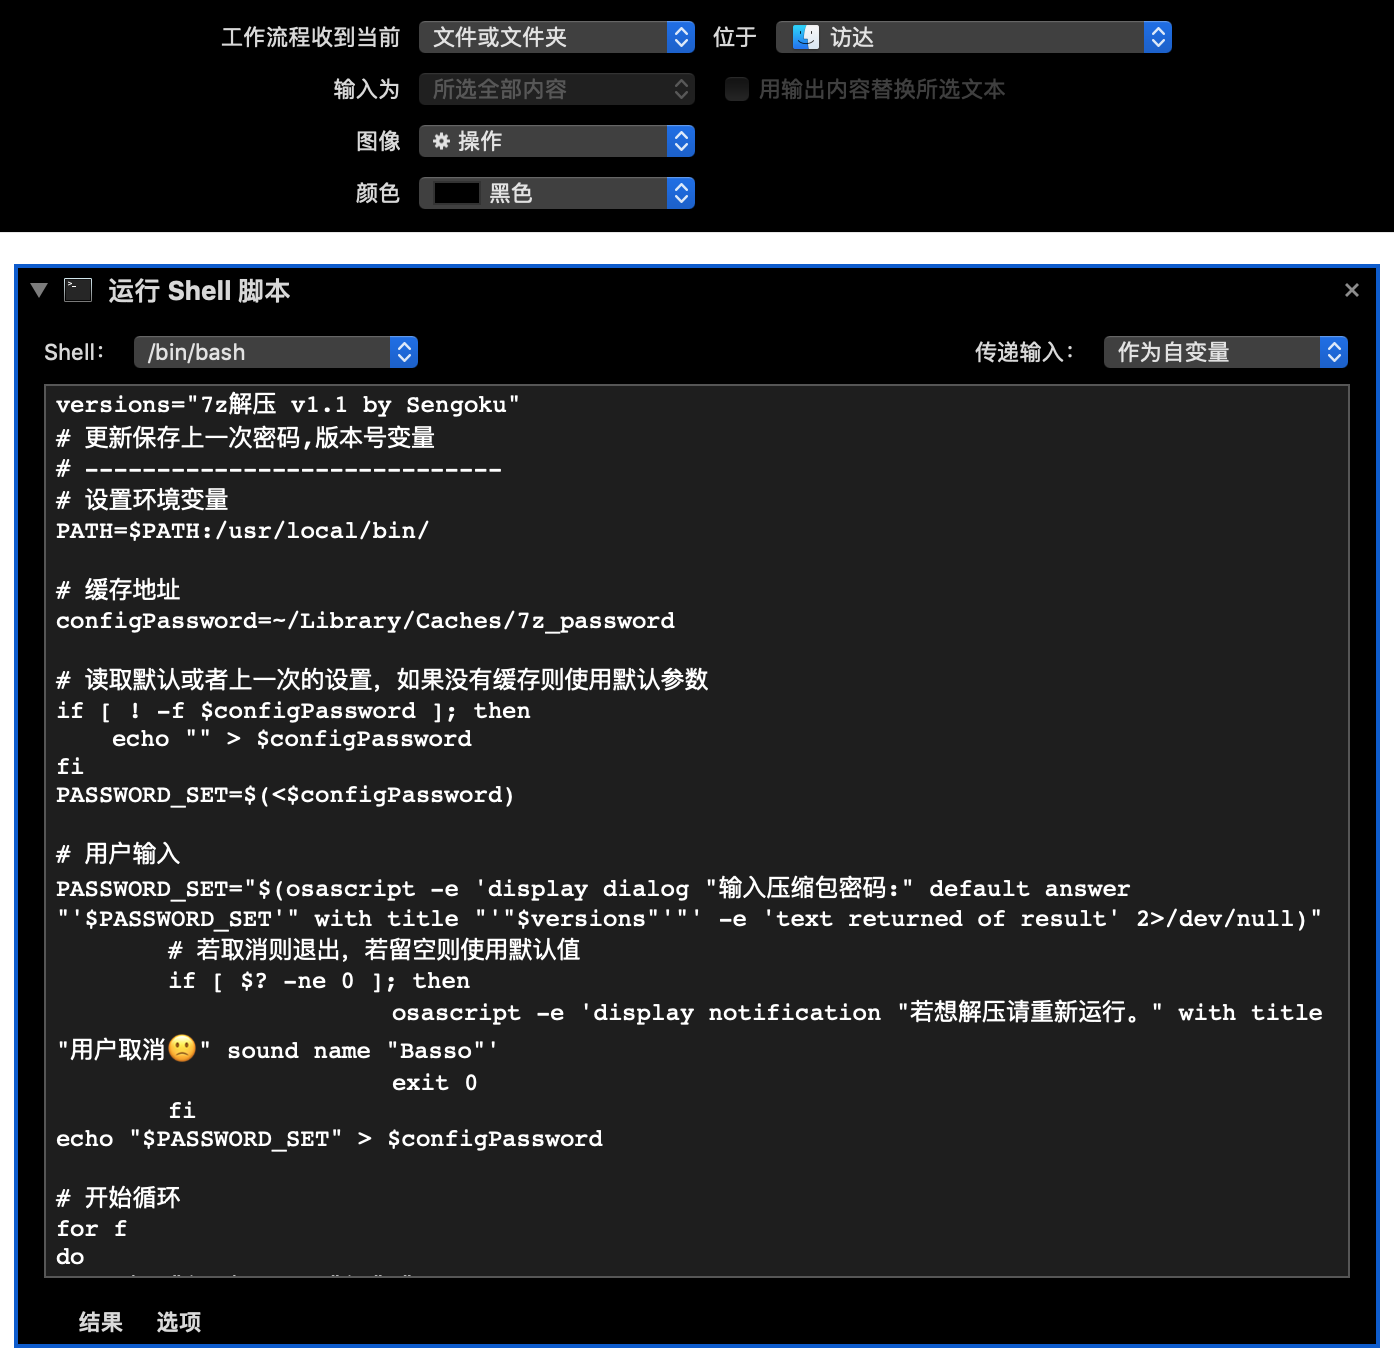 工作流程收到当前 文件或文件夹 位于 访达
输入为 所选全部内容 用输出内容替换所选文本
图像 操作
颜色 黑色
运行 Shell 脚本
Shell: /bin/bash 传递输入: 作为自变量
versions="7z解压 v1.1 by Sengoku"
# 更新保存上一次密码,版本号变量
# -----------------------------
# 设置环境变量
PATH=$PATH:/usr/local/bin/
# 缓存地址
configPassword=~/Library/Caches/7z_password
# 读取默认或者上一次的设置，如果没有缓存则使用默认参数
if [ ! -f $configPassword ]; then
echo "" > $configPassword
fi
PASSWORD_SET=$(<$configPassword)
# 用户输入
PASSWORD_SET="$(osascript -e 'display dialog "输入压缩包密码:" default answer
"'$PASSWORD_SET'" with title "'"$versions"'"' -e 'text returned of result' 2>/dev/null)"
# 若取消则退出，若留空则使用默认值
if [ $? -ne 0 ]; then
osascript -e 'display notification "若想解压请重新运行。" with title
"用户取消🙁" sound name "Basso"'
exit 0
fi
echo "$PASSWORD_SET" > $configPassword
# 开始循环
for f
do
结果 选项